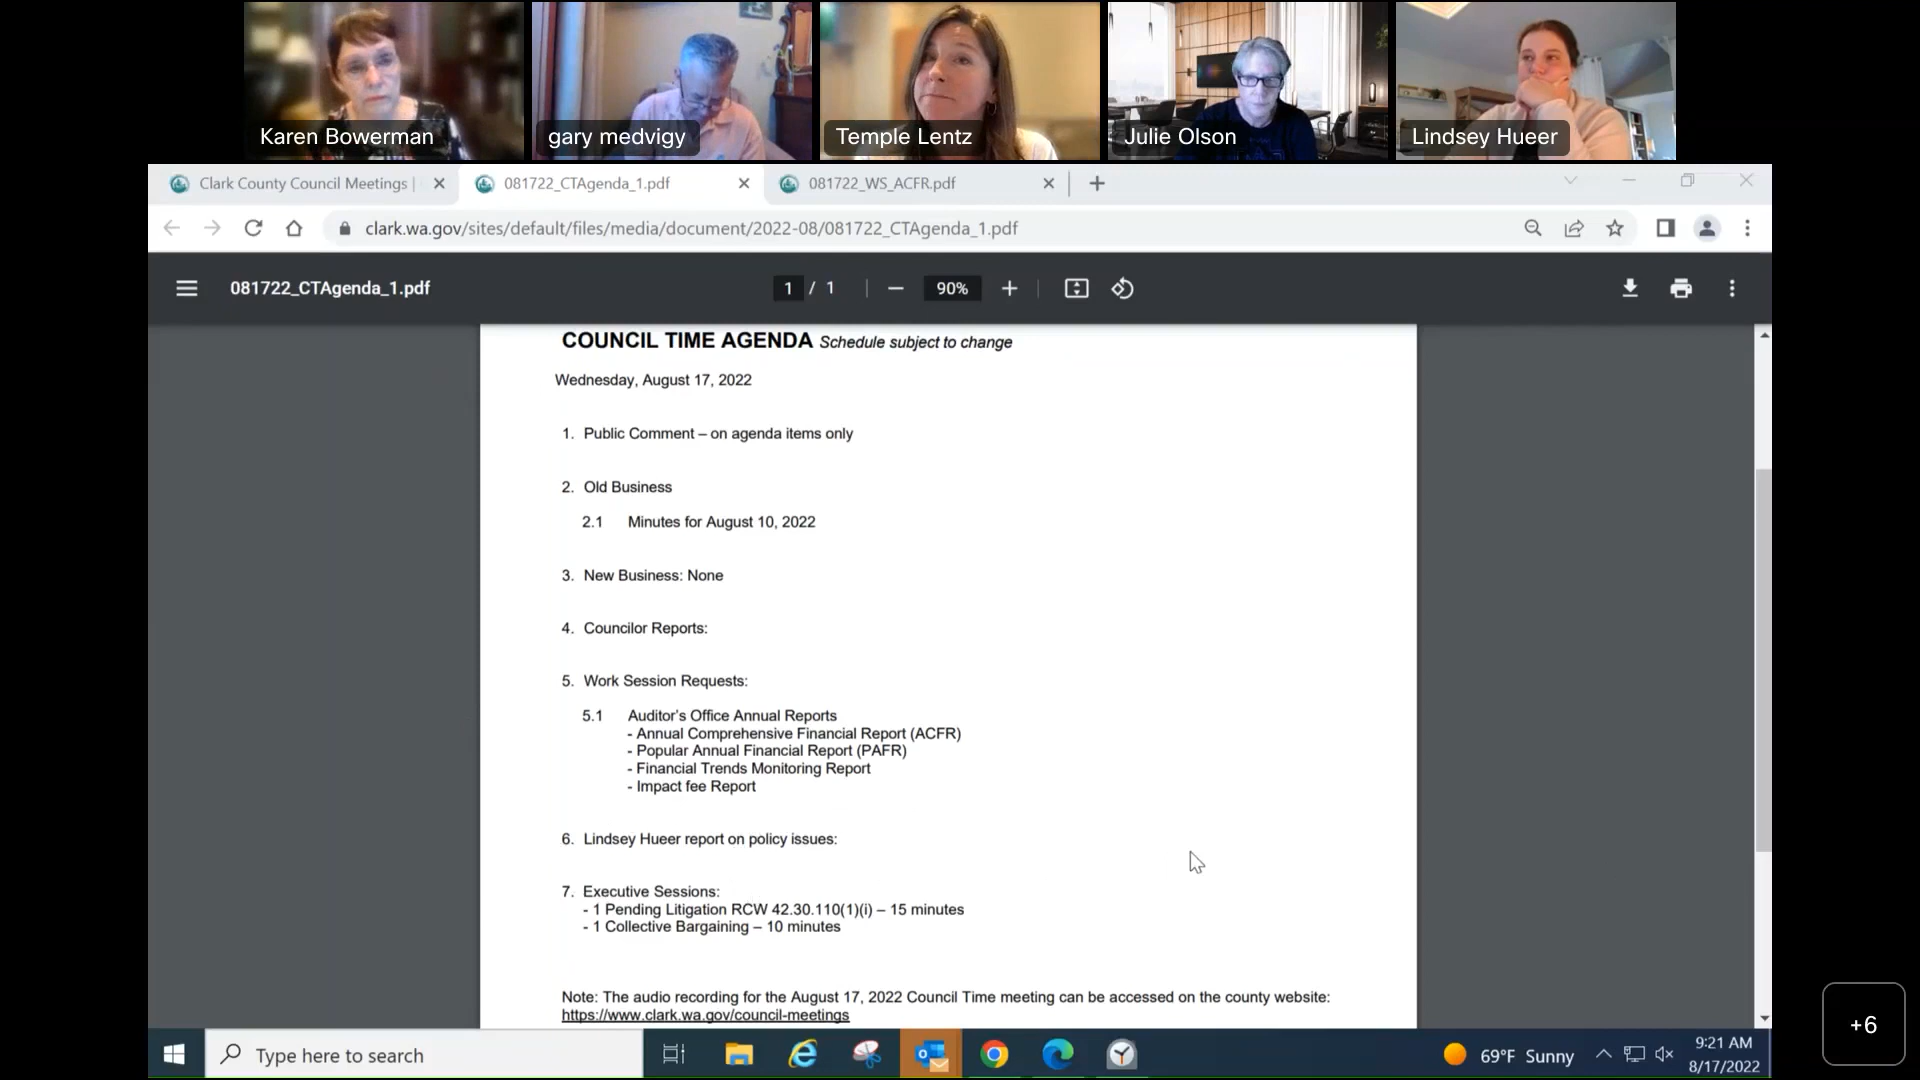 Karen Bowerman
gary medvigy
Temple Lentz
Julie Olson
Lindsey Hueer
Clark County Council Meetings |
081722_CTAgenda_1.pdf
081722_WS_ACFR.pdf
clark.wa.gov/sites/default/files/media/document/2022-08/081722_CTAgenda_1.pdf
081722_CTAgenda_1.pdf
1 / 1
90%
COUNCIL TIME AGENDA Schedule subject to change
Wednesday, August 17, 2022
1. Public Comment – on agenda items only
2. Old Business
2.1 Minutes for August 10, 2022
3. New Business: None
4. Councilor Reports:
5. Work Session Requests:
5.1 Auditor's Office Annual Reports
- Annual Comprehensive Financial Report (ACFR)
- Popular Annual Financial Report (PAFR)
- Financial Trends Monitoring Report
- Impact fee Report
6. Lindsey Hueer report on policy issues:
7. Executive Sessions:
- 1 Pending Litigation RCW 42.30.110(1)(i) – 15 minutes
- 1 Collective Bargaining – 10 minutes
Note: The audio recording for the August 17, 2022 Council Time meeting can be accessed on the county website:
https://www.clark.wa.gov/council-meetings
Type here to search
69°F Sunny
9:21 AM
8/17/2022
+6